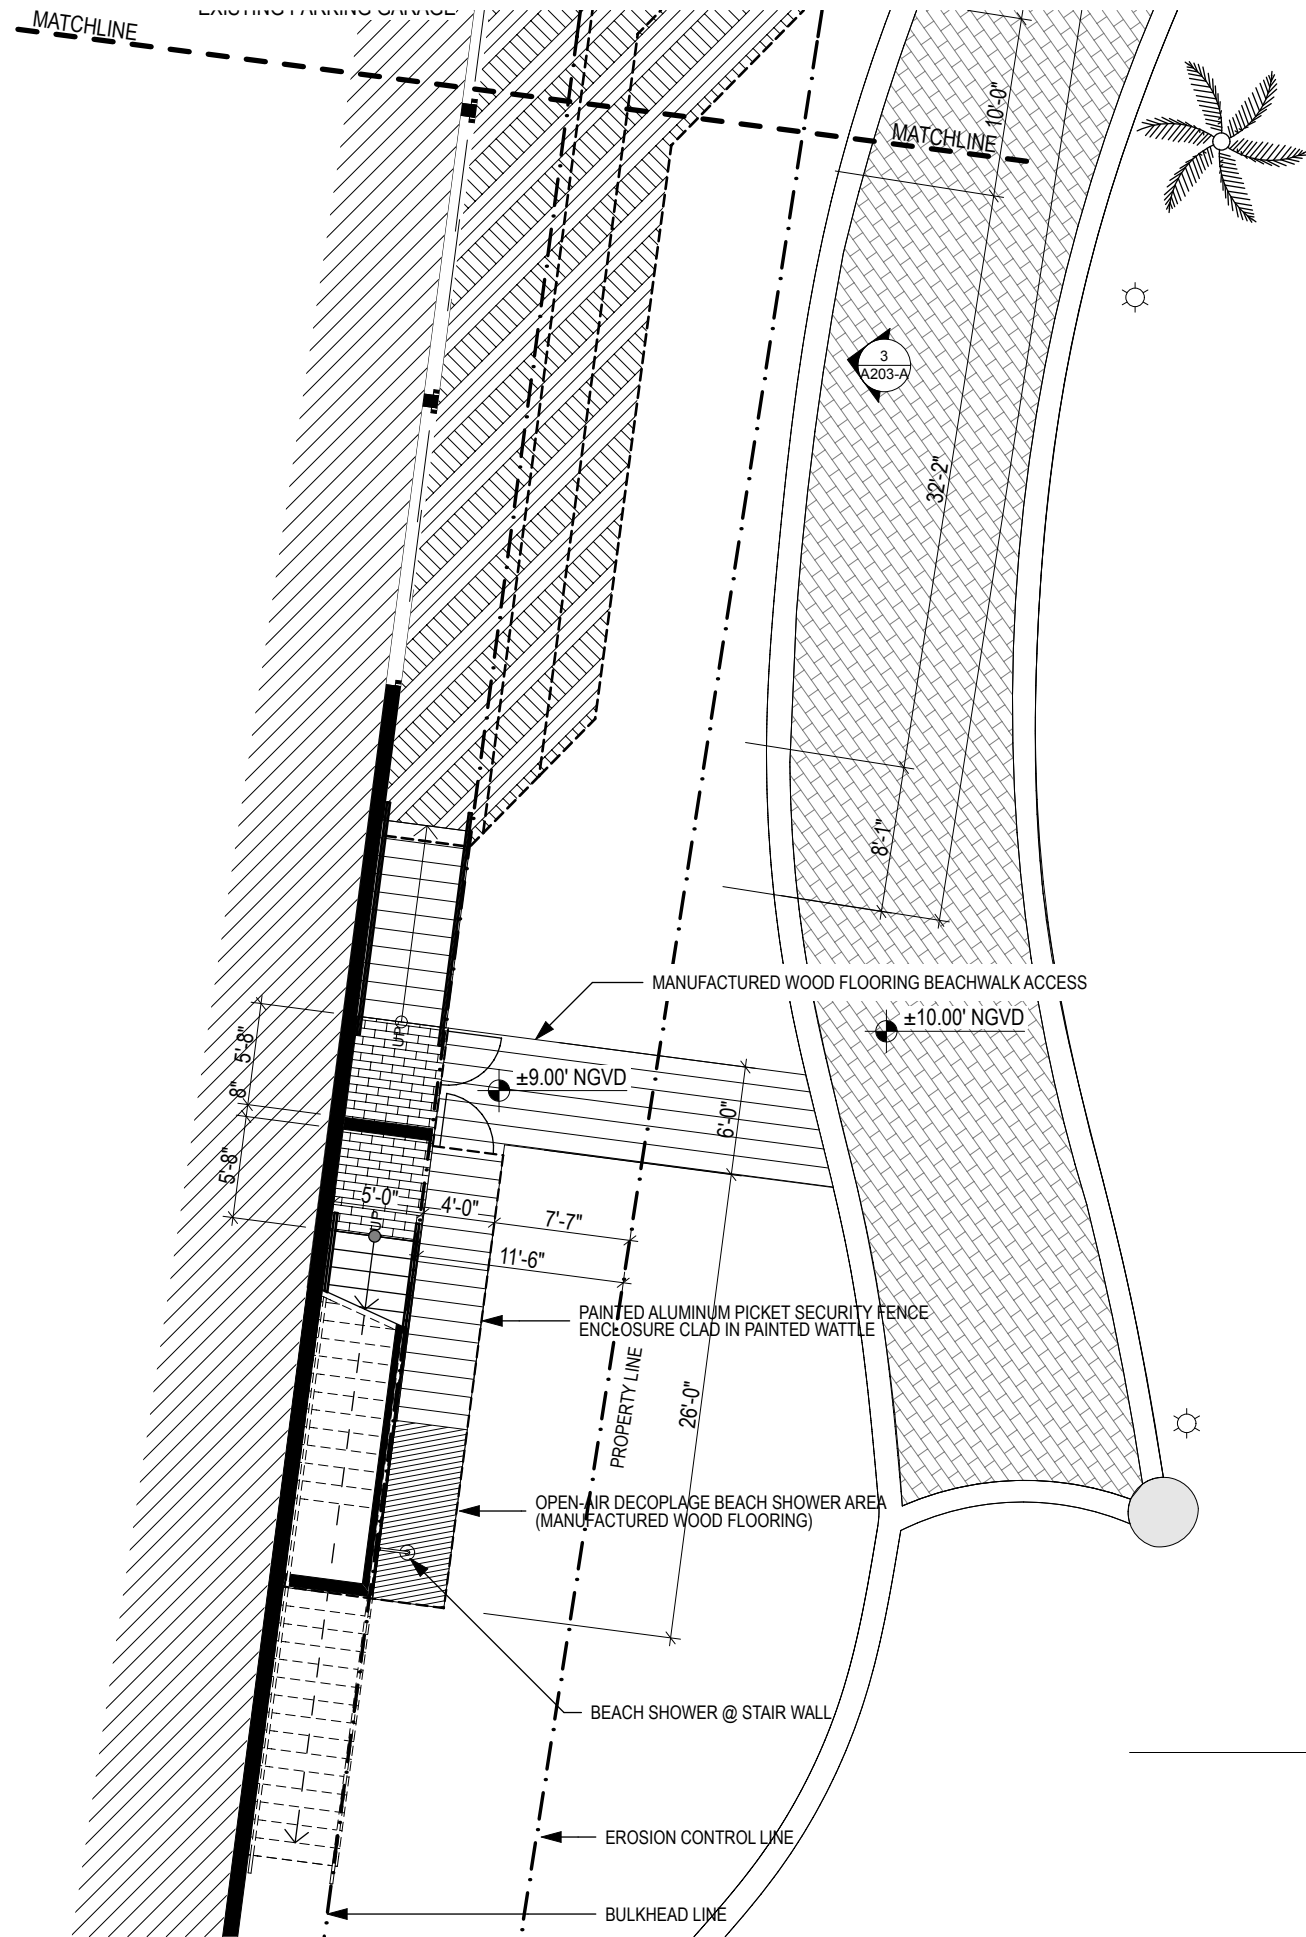 EXISTING PARKING GARAGE
MATCHLINE
10'-0"
MATCHLINE
3
A203-A
32'-2"
8'-1"
MANUFACTURED WOOD FLOORING BEACHWALK ACCESS
±10.00' NGVD
UP
5'-8"
±9.00' NGVD
8"
6'-0"
5'-8"
5'-0"
4'-0"
7'-7"
UP
11'-6"
PAINTED ALUMINUM PICKET SECURITY FENCE
ENCLOSURE CLAD IN PAINTED WATTLE
PROPERTY LINE
26'-0"
OPEN-AIR DECOPLAGE BEACH SHOWER AREA
(MANUFACTURED WOOD FLOORING)
BEACH SHOWER @ STAIR WALL
EROSION CONTROL LINE
BULKHEAD LINE